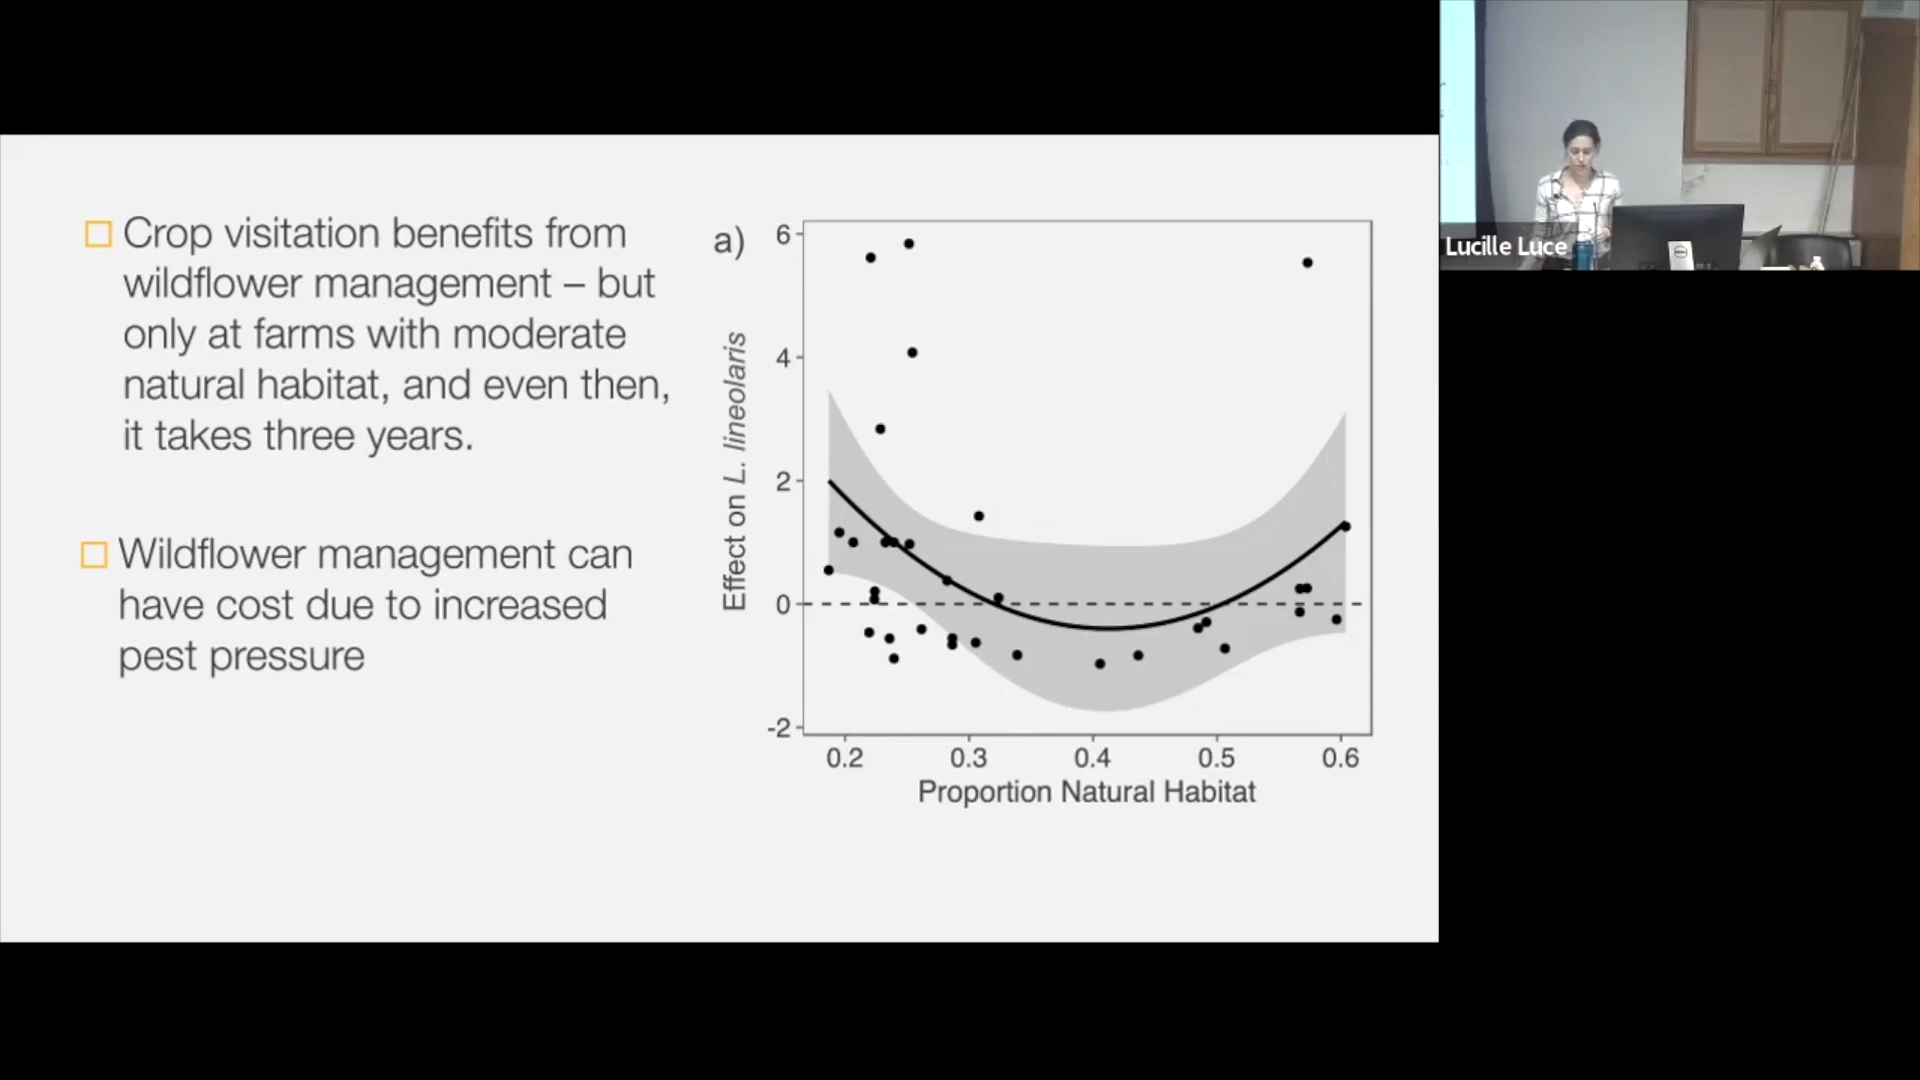 Crop visitation benefits from
wildflower management – but
only at farms with moderate
natural habitat, and even then,
it takes three years.
Wildflower management can
have cost due to increased
pest pressure
a)
Effect on L. lineolaris
6
4
2
0
-2
0.2 0.3 0.4 0.5 0.6
Proportion Natural Habitat
Lucille Luce